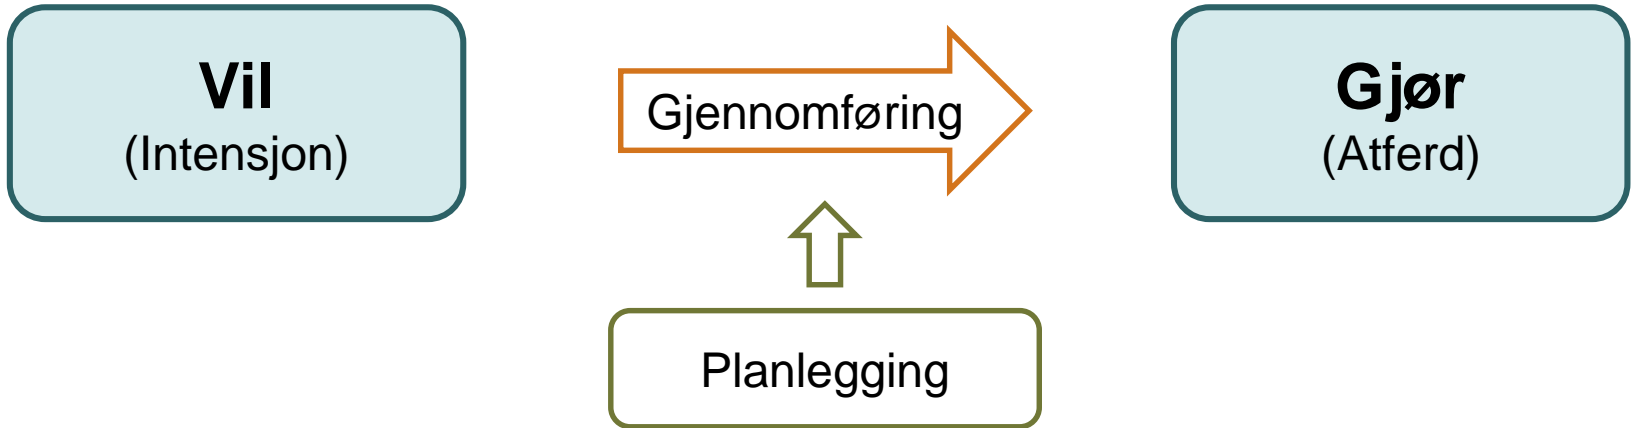 Vil
(Intensjon)
Gjennomføring
Gjør
(Atferd)
Planlegging